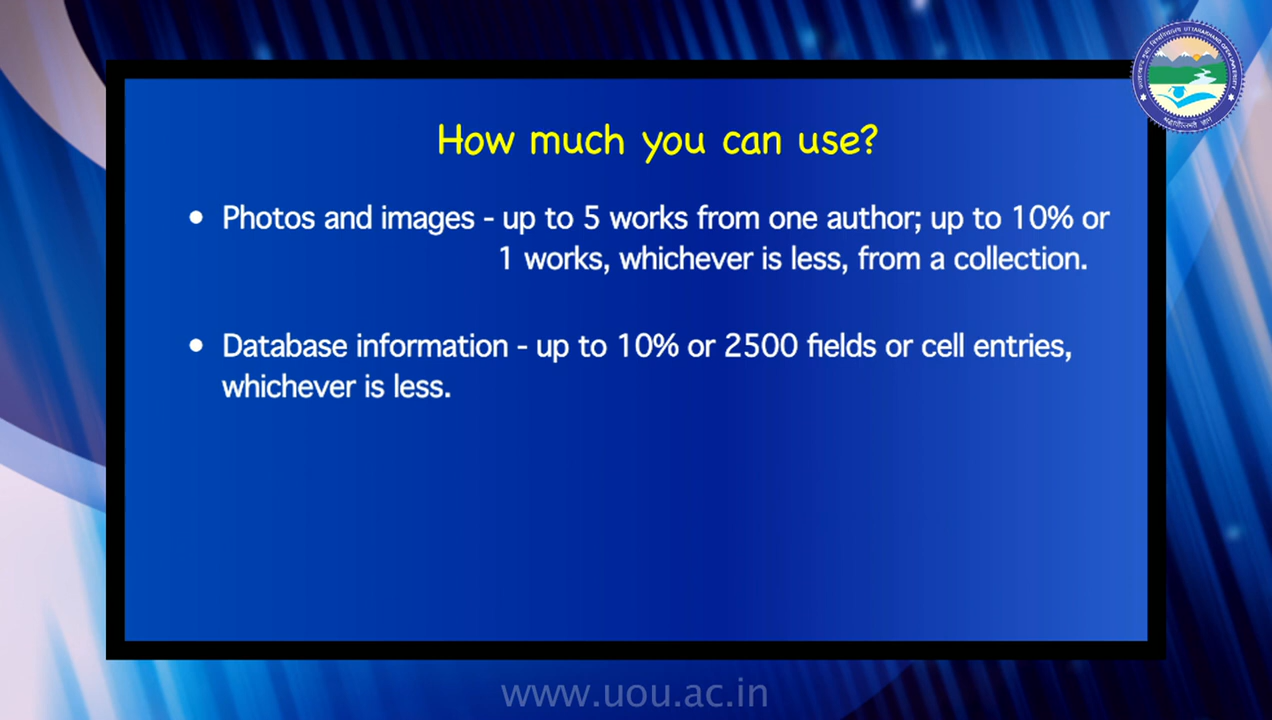 How much you can use?
• Photos and images - up to 5 works from one author; up to 10% or
1 works, whichever is less, from a collection.
• Database information - up to 10% or 2500 fields or cell entries,
whichever is less.
www.uou.ac.in